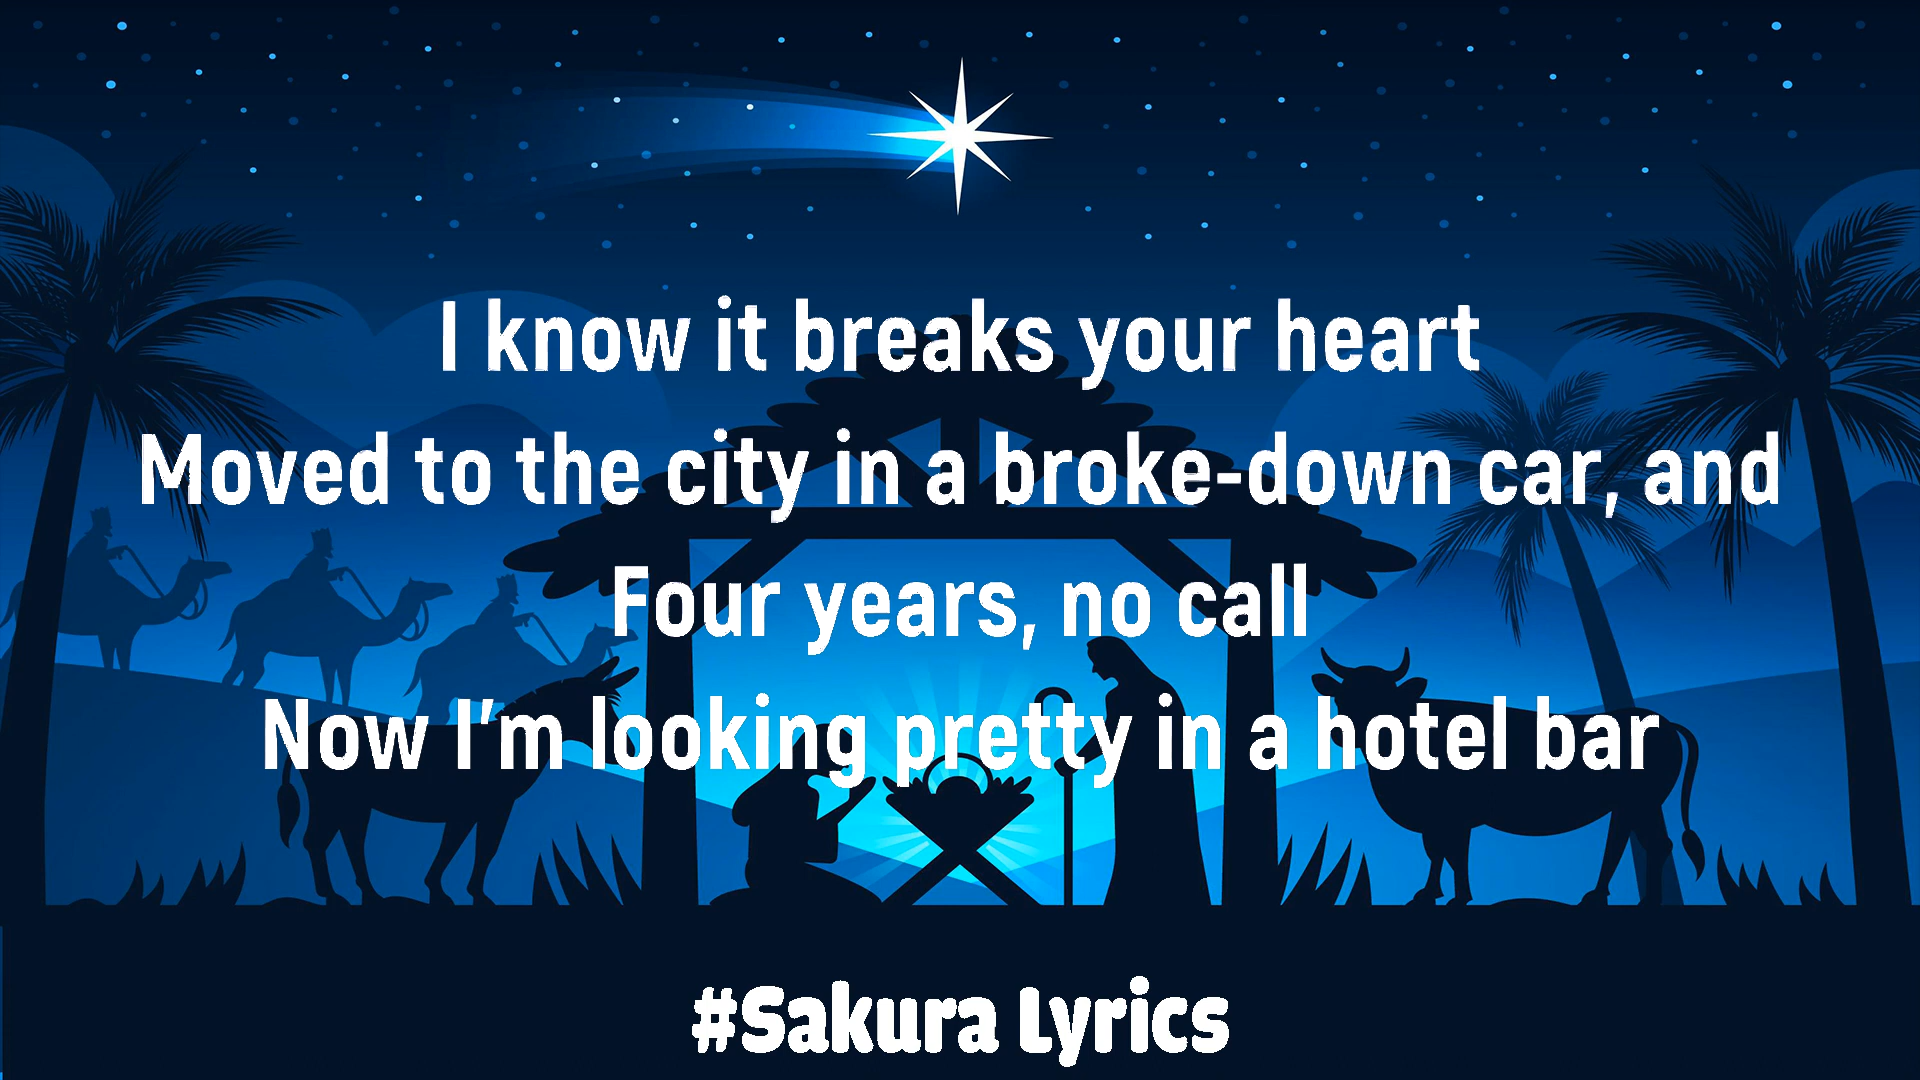 I know it breaks your heart
Moved to the city in a broke-down car, and
Four years, no call
Now I'm looking pretty in a hotel bar
#Sakura Lyrics